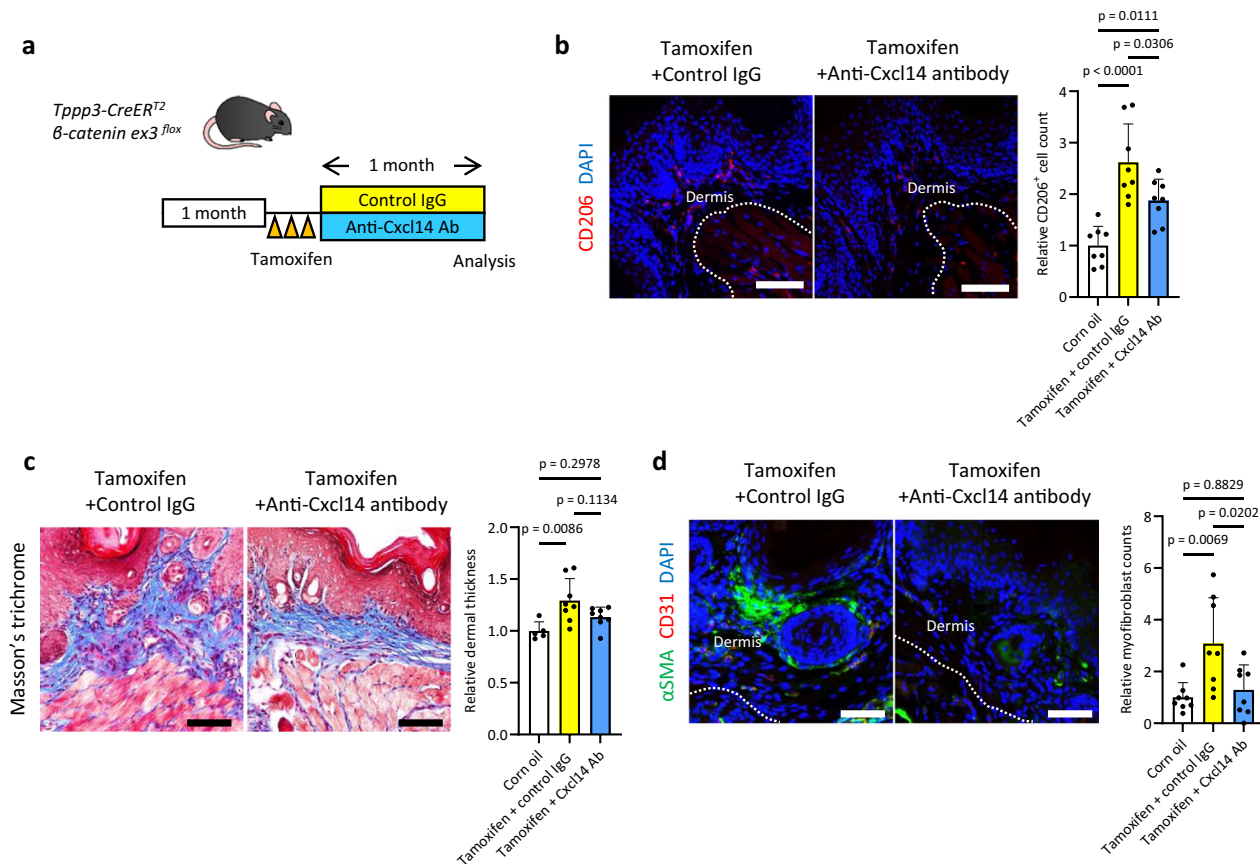 a
Tppp3-CreERT2
β-catenin ex3 flox
1 month
1 month
Control IgG
Anti-Cxcl14 Ab
Tamoxifen
Analysis
b
Tamoxifen
+Control IgG
Tamoxifen
+Anti-Cxcl14 antibody
CD206 DAPI
Dermis
Dermis
p = 0.0111
p = 0.0306
p < 0.0001
Relative CD206+ cell count
4
3
2
1
0
Corn oil
Tamoxifen + control IgG
Tamoxifen + Cxcl14 Ab
c
Tamoxifen
+Control IgG
Tamoxifen
+Anti-Cxcl14 antibody
Masson's trichrome
p = 0.2978
p = 0.1134
p = 0.0086
Relative dermal thickness
2.0
1.5
1.0
0.5
0.0
Corn oil
Tamoxifen + control IgG
Tamoxifen + Cxcl14 Ab
d
Tamoxifen
+Control IgG
Tamoxifen
+Anti-Cxcl14 antibody
αSMA CD31 DAPI
Dermis
Dermis
p = 0.8829
p = 0.0202
p = 0.0069
Relative myofibroblast counts
8
6
4
2
0
Corn oil
Tamoxifen + control IgG
Tamoxifen + Cxcl14 Ab